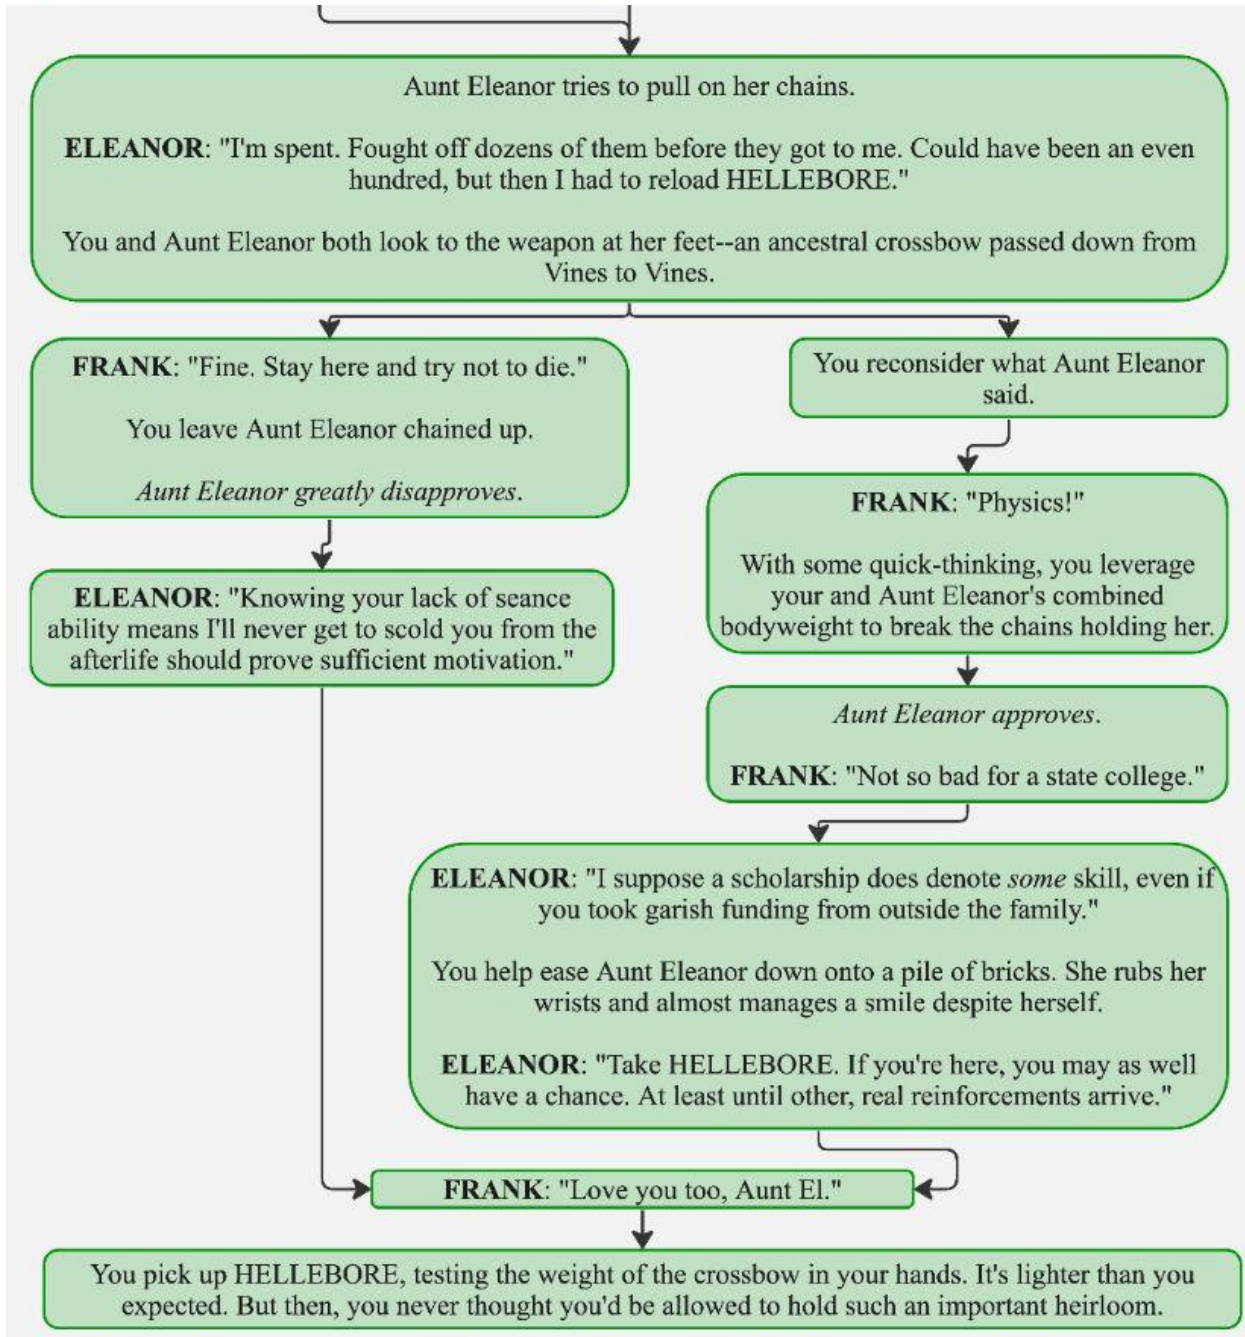 Aunt Eleanor tries to pull on her chains.
ELEANOR: "I'm spent. Fought off dozens of them before they got to me. Could have been an even
hundred, but then I had to reload HELLEBORE."
You and Aunt Eleanor both look to the weapon at her feet--an ancestral crossbow passed down from
Vines to Vines.
FRANK: "Fine. Stay here and try not to die."
You leave Aunt Eleanor chained up.
Aunt Eleanor greatly disapproves.
ELEANOR: "Knowing your lack of seance
ability means I'll never get to scold you from the
afterlife should prove sufficient motivation."
You reconsider what Aunt Eleanor
said.
FRANK: "Physics!"
With some quick-thinking, you leverage
your and Aunt Eleanor's combined
bodyweight to break the chains holding her.
Aunt Eleanor approves.
FRANK: "Not so bad for a state college."
ELEANOR: "I suppose a scholarship does denote some skill, even if
you took garish funding from outside the family."
You help ease Aunt Eleanor down onto a pile of bricks. She rubs her
wrists and almost manages a smile despite herself.
ELEANOR: "Take HELLEBORE. If you're here, you may as well
have a chance. At least until other, real reinforcements arrive."
FRANK: "Love you too, Aunt El."
You pick up HELLEBORE, testing the weight of the crossbow in your hands. It's lighter than you
expected. But then, you never thought you'd be allowed to hold such an important heirloom.